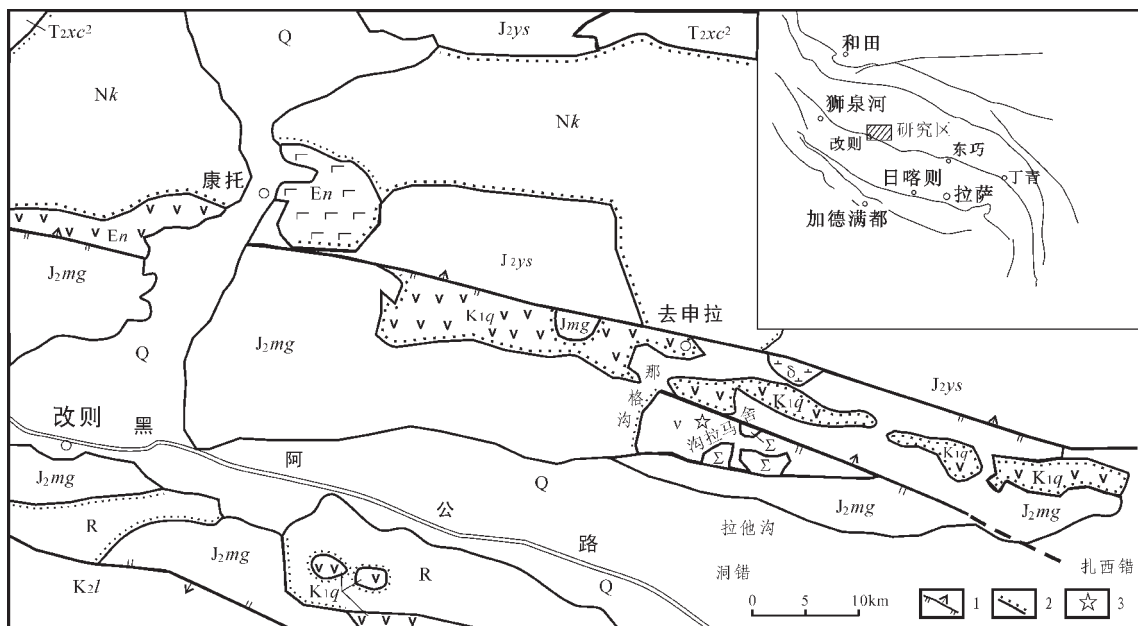 T2xc2
Q
J2ys
T2xc2
Nk
Nk
康托
En
En
J2mg
J2ys
K1q
Jmg
去申拉
J2mg
Q
那
格
沟
δ
J2ys
K1q
v
沟拉马舍
Σ
Σ
Σ
K1q
K1q
改则
黑
阿
公
路
Q
J2mg
J2mg
J2mg
拉他沟
R
J2mg
K2l
K1q
R
Q
洞错
扎西错
0 5 10km
1
2
3
和田
狮泉河
改则
研究区
东巧
丁青
日喀则
拉萨
加德满都